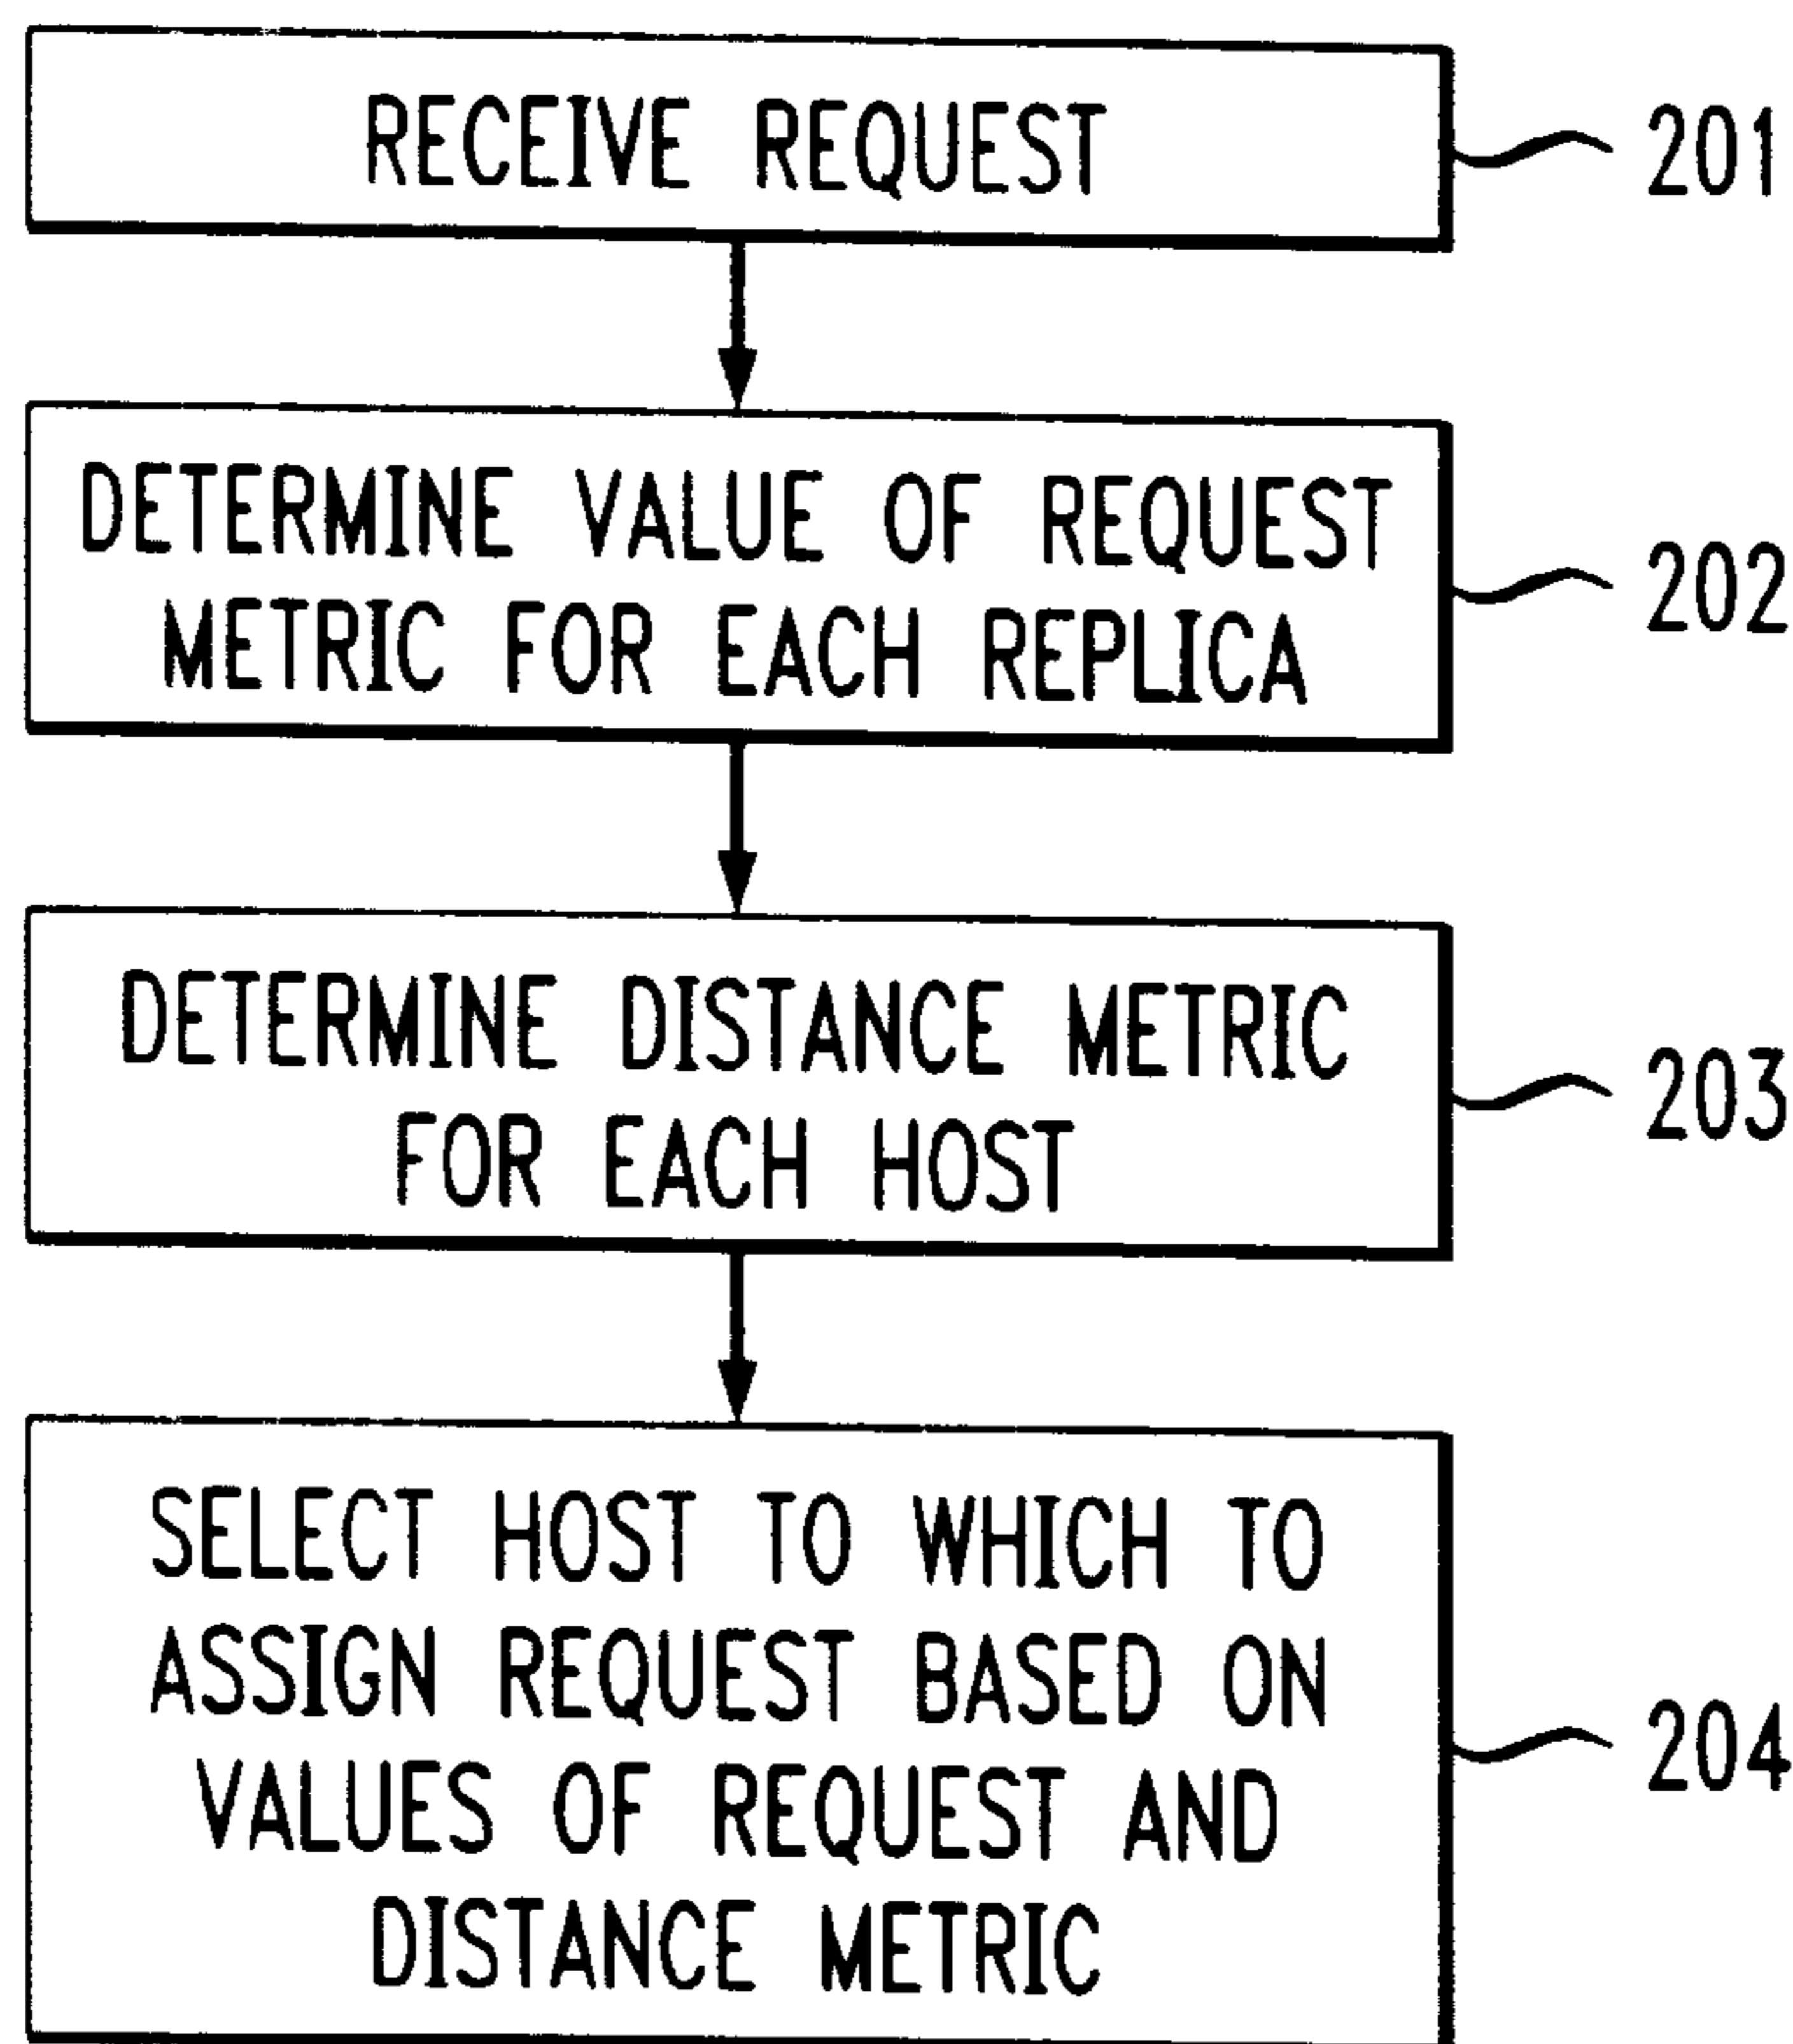 RECEIVE REQUEST
201
DETERMINE VALUE OF REQUEST
METRIC FOR EACH REPLICA
202
DETERMINE DISTANCE METRIC
FOR EACH HOST
203
SELECT HOST TO WHICH TO
ASSIGN REQUEST BASED ON
VALUES OF REQUEST AND
DISTANCE METRIC
204